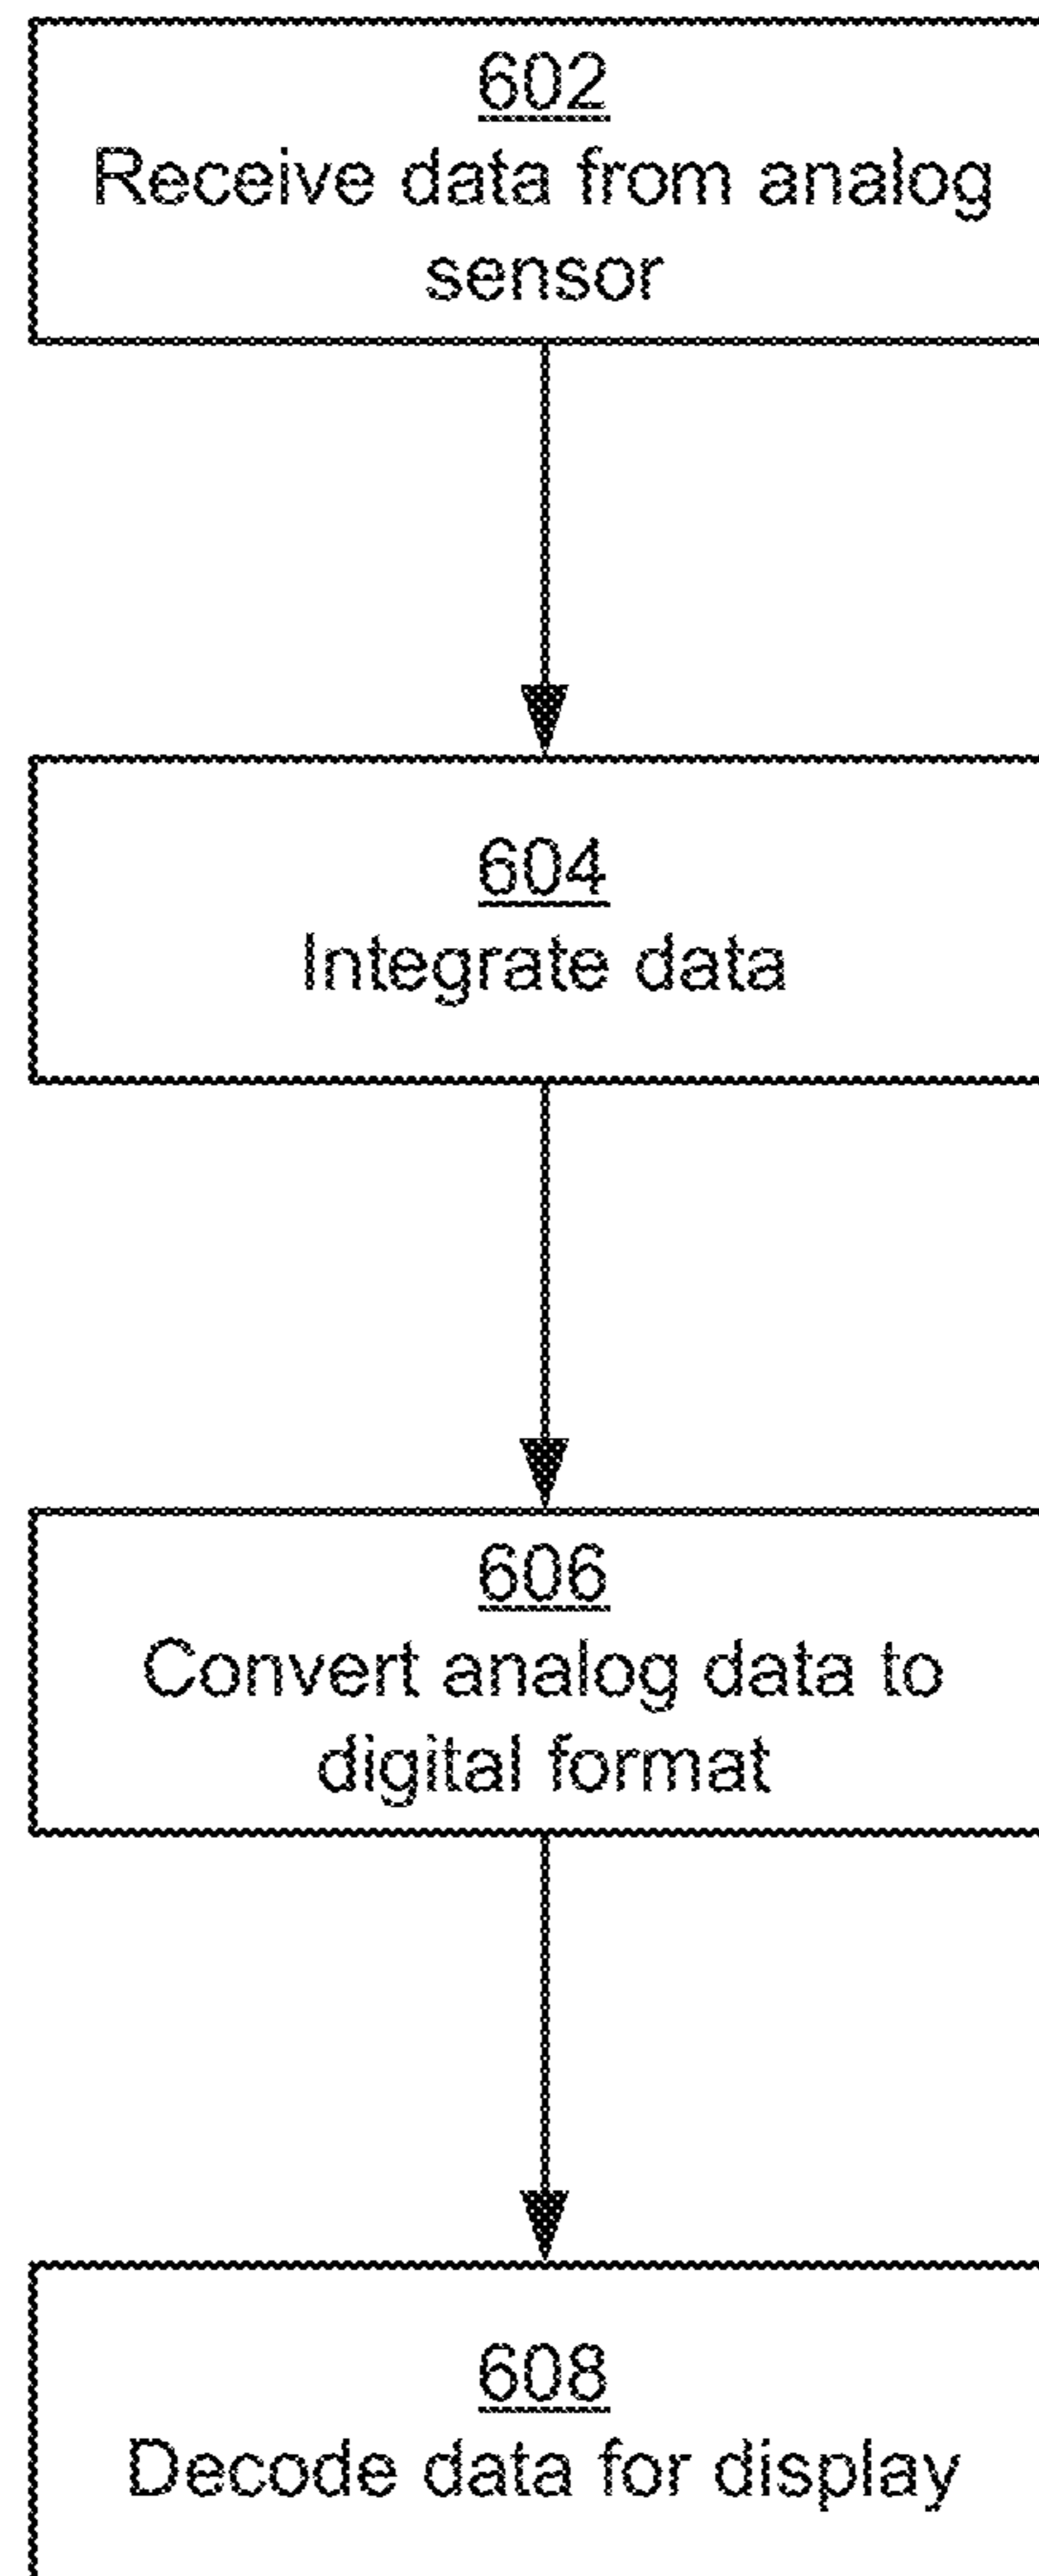 602
Receive data from analog
sensor
604
Integrate data
606
Convert analog data to
digital format
608
Decode data for display